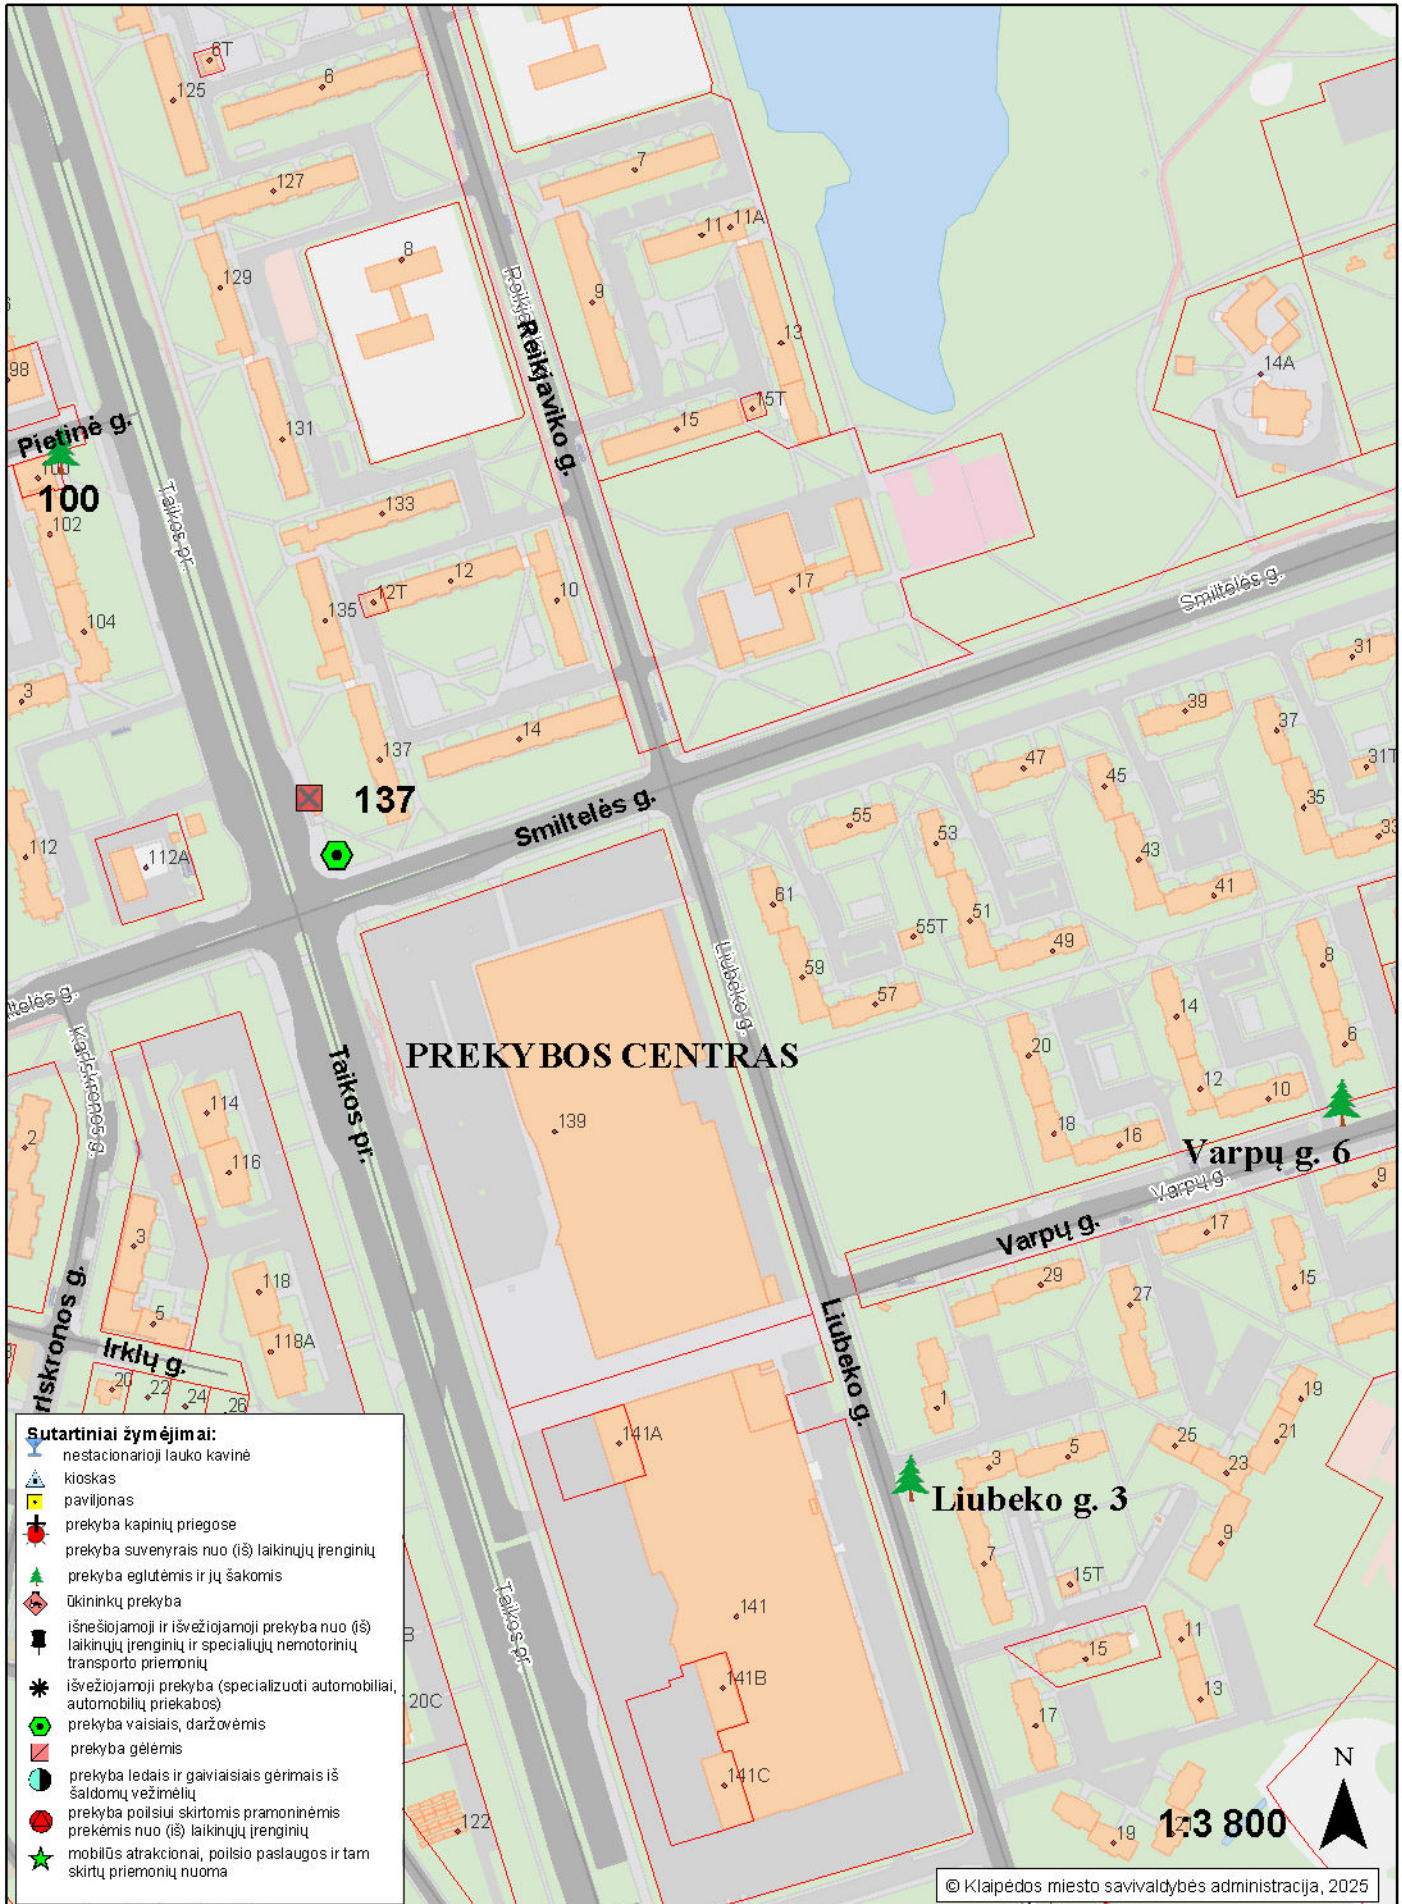 6T
125
6
127
7
11
11A
8
129
9
13
14A
98
Reikjaviko g.
15T
15
Pietinė g.
131
100
Taikos pr.
102
133
12
12T
10
17
135
104
Smiltelės g.
3
31
39
37
14
137
47
45
31T
137
35
Smiltelės g.
55
53
33
112
112A
43
61
41
51
55T
49
8
59
57
14
Liubeko g.
20
6
Karlskronos g.
Taikos pr.
PREKYBOS CENTRAS
12
10
114
139
2
18
16
116
Varpų g. 6
Varpų g.
9
3
Varpų g.
17
118
29
27
15
5
Irklų g.
118A
Liubeko g.
20
22
24
26
1
19
21
141A
25
3
5
23
Liubeko g. 3
7
9
15T
Taikos pr.
141
11
15
141B
13
20C
17
141C
122
19
21
Sutartiniai žymėjimai:
nestacionarioji lauko kavinė
kioskas
paviljonas
prekyba kapinių prieigose
prekyba suvenyrais nuo (iš) laikinųjų įrenginių
prekyba eglutėmis ir jų šakomis
ūkininkų prekyba
išnešiojamoji ir išvežiojamoji prekyba nuo (iš)
laikinųjų įrenginių ir specialiųjų nemotorinių
transporto priemonių
išvežiojamoji prekyba (specializuoti automobiliai,
automobilių priekabos)
prekyba vaisiais, daržovėmis
prekyba gėlėmis
prekyba ledais ir gaiviaisiais gėrimais iš
šaldomų vežimėlių
prekyba poilsiui skirtomis pramoninėmis
prekėmis nuo (iš) laikinųjų įrenginių
mobilūs atrakcionai, poilsio paslaugos ir tam
skirtų priemonių nuoma
N
1:3 800
© Klaipėdos miesto savivaldybės administracija, 2025